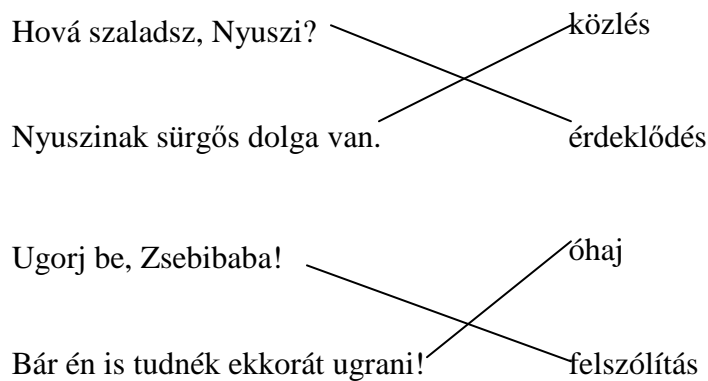 Hová szaladsz, Nyuszi? közlés
Nyuszinak sürgős dolga van. érdeklődés
Ugorj be, Zsebibaba! óhaj
Bár én is tudnék ekkorát ugrani! felszólítás